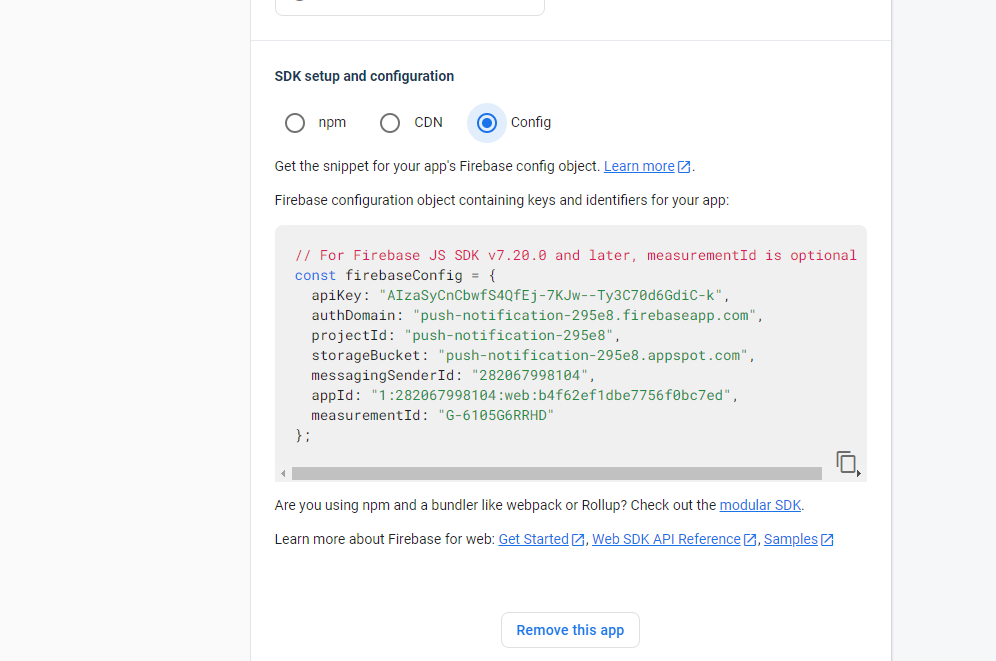 SDK setup and configuration
npm CDN Config
Get the snippet for your app's Firebase config object. Learn more.
Firebase configuration object containing keys and identifiers for your app:
// For Firebase JS SDK v7.20.0 and later, measurementId is optional
const firebaseConfig = {
  apiKey: "AIzaSyCnCbwfS4QfEj-7KJw--Ty3C70d6GdiC-k",
  authDomain: "push-notification-295e8.firebaseapp.com",
  projectId: "push-notification-295e8",
  storageBucket: "push-notification-295e8.appspot.com",
  messagingSenderId: "282067998104",
  appId: "1:282067998104:web:b4f62ef1dbe7756f0bc7ed",
  measurementId: "G-6105G6RRHD"
};
Are you using npm and a bundler like webpack or Rollup? Check out the modular SDK.
Learn more about Firebase for web: Get Started, Web SDK API Reference, Samples
Remove this app